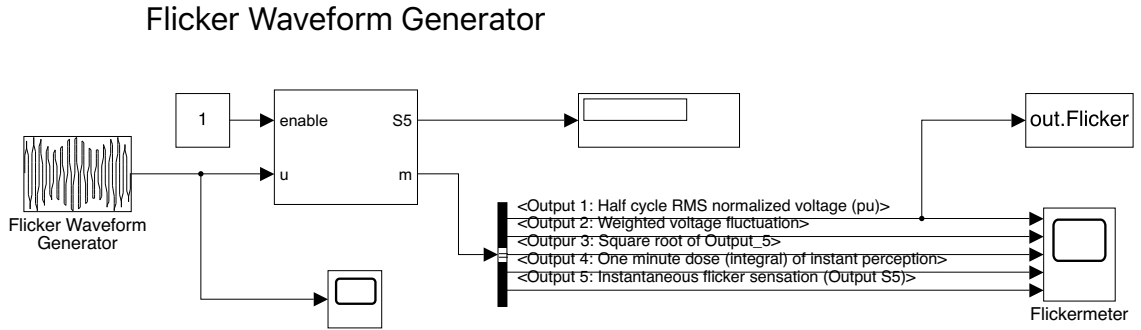 Flicker Waveform Generator
1
enable
S5
u
m
out.Flicker
Flicker Waveform
Generator
<Output 1: Half cycle RMS normalized voltage (pu)>
<Output 2: Weighted voltage fluctuation>
<Outpur 3: Square root of Output_5>
<Output 4: One minute dose (integral) of instant perception>
<Output 5: Instantaneous flicker sensation (Output S5)>
Flickermeter